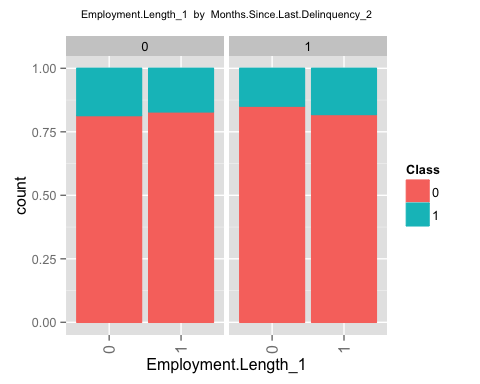 Employment.Length_1 by Months.Since.Last.Delinquency_2
0 1
1.00
0.75
0.50
0.25
0.00
count
0 1 0 1
Employment.Length_1
Class
0
1